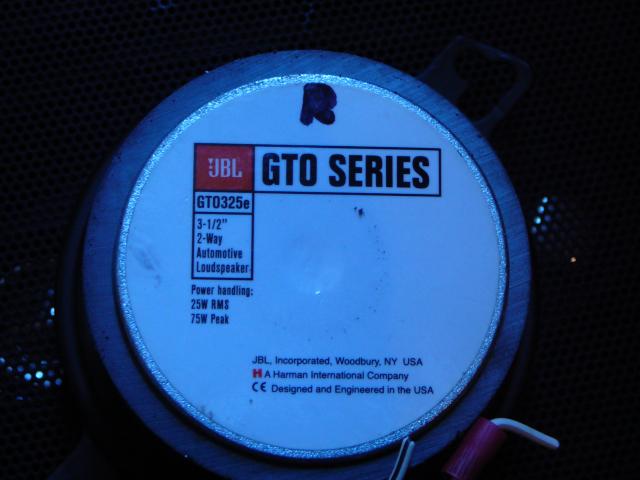 R
JBL GTO SERIES
GTO325e
3-1/2"
2-Way
Automotive
Loudspeaker
Power handling:
25W RMS
75W Peak
JBL, Incorporated, Woodbury, NY USA
H A Harman International Company
CE Designed and Engineered in the USA